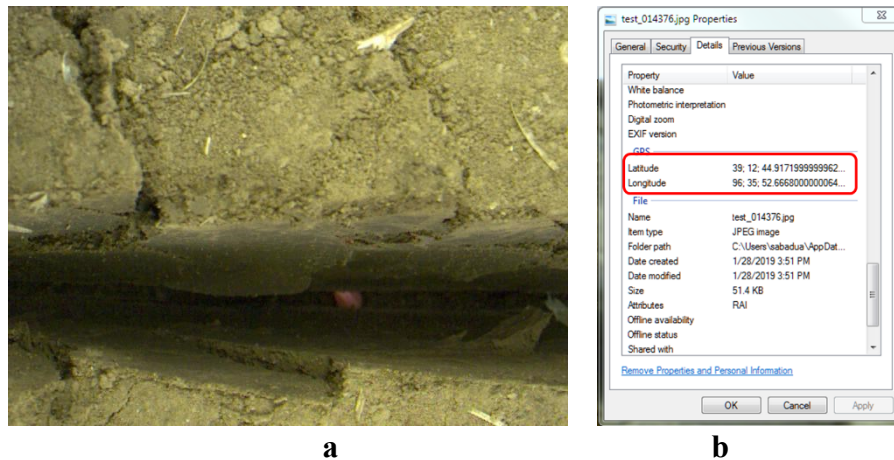 test_014376.jpg Properties
General Security Details Previous Versions
Property Value
White balance
Photometric interpretation
Digital zoom
EXIF version
GPS
Latitude 39; 12; 44.9171999999962...
Longitude 96; 35; 52.6668000000064...
File
Name test_014376.jpg
Item type JPEG image
Folder path C:\Users\sabadua\AppDat...
Date created 1/28/2019 3:51 PM
Date modified 1/28/2019 3:51 PM
Size 51.4 KB
Attributes RAI
Offline availability
Offline status
Shared with
Remove Properties and Personal Information
OK Cancel Apply
a b